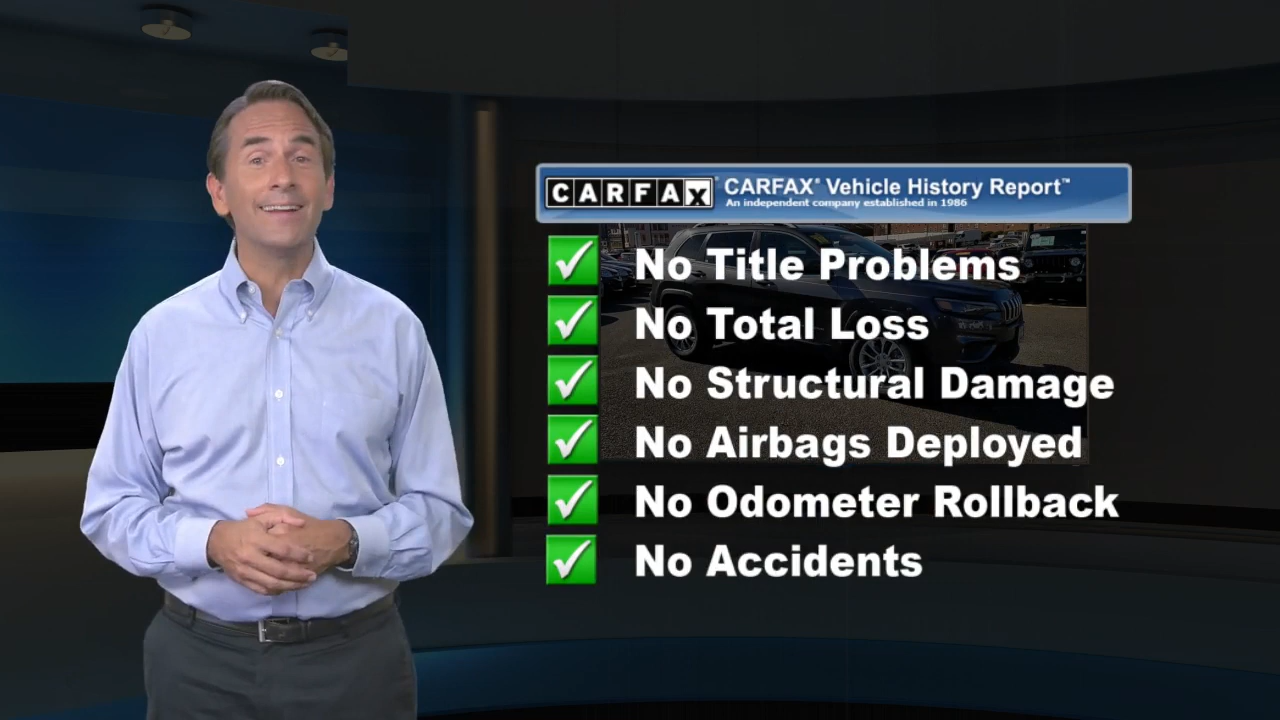 CARFAX® CARFAX® Vehicle History Report™
An independent company established in 1986
No Title Problems
No Total Loss
No Structural Damage
No Airbags Deployed
No Odometer Rollback
No Accidents